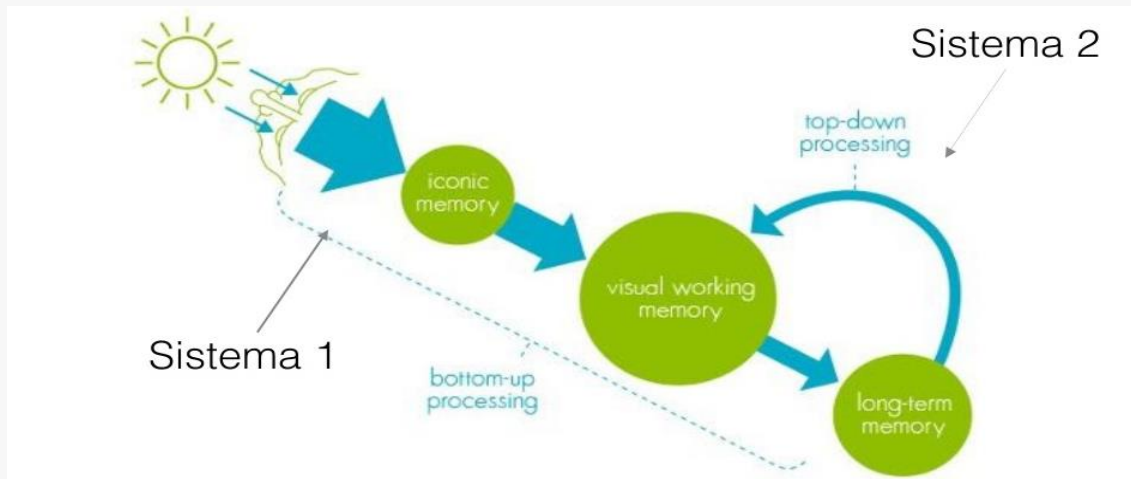 Sistema 2
top-down
processing
iconic
memory
visual working
memory
Sistema 1
bottom-up
processing
long-term
memory